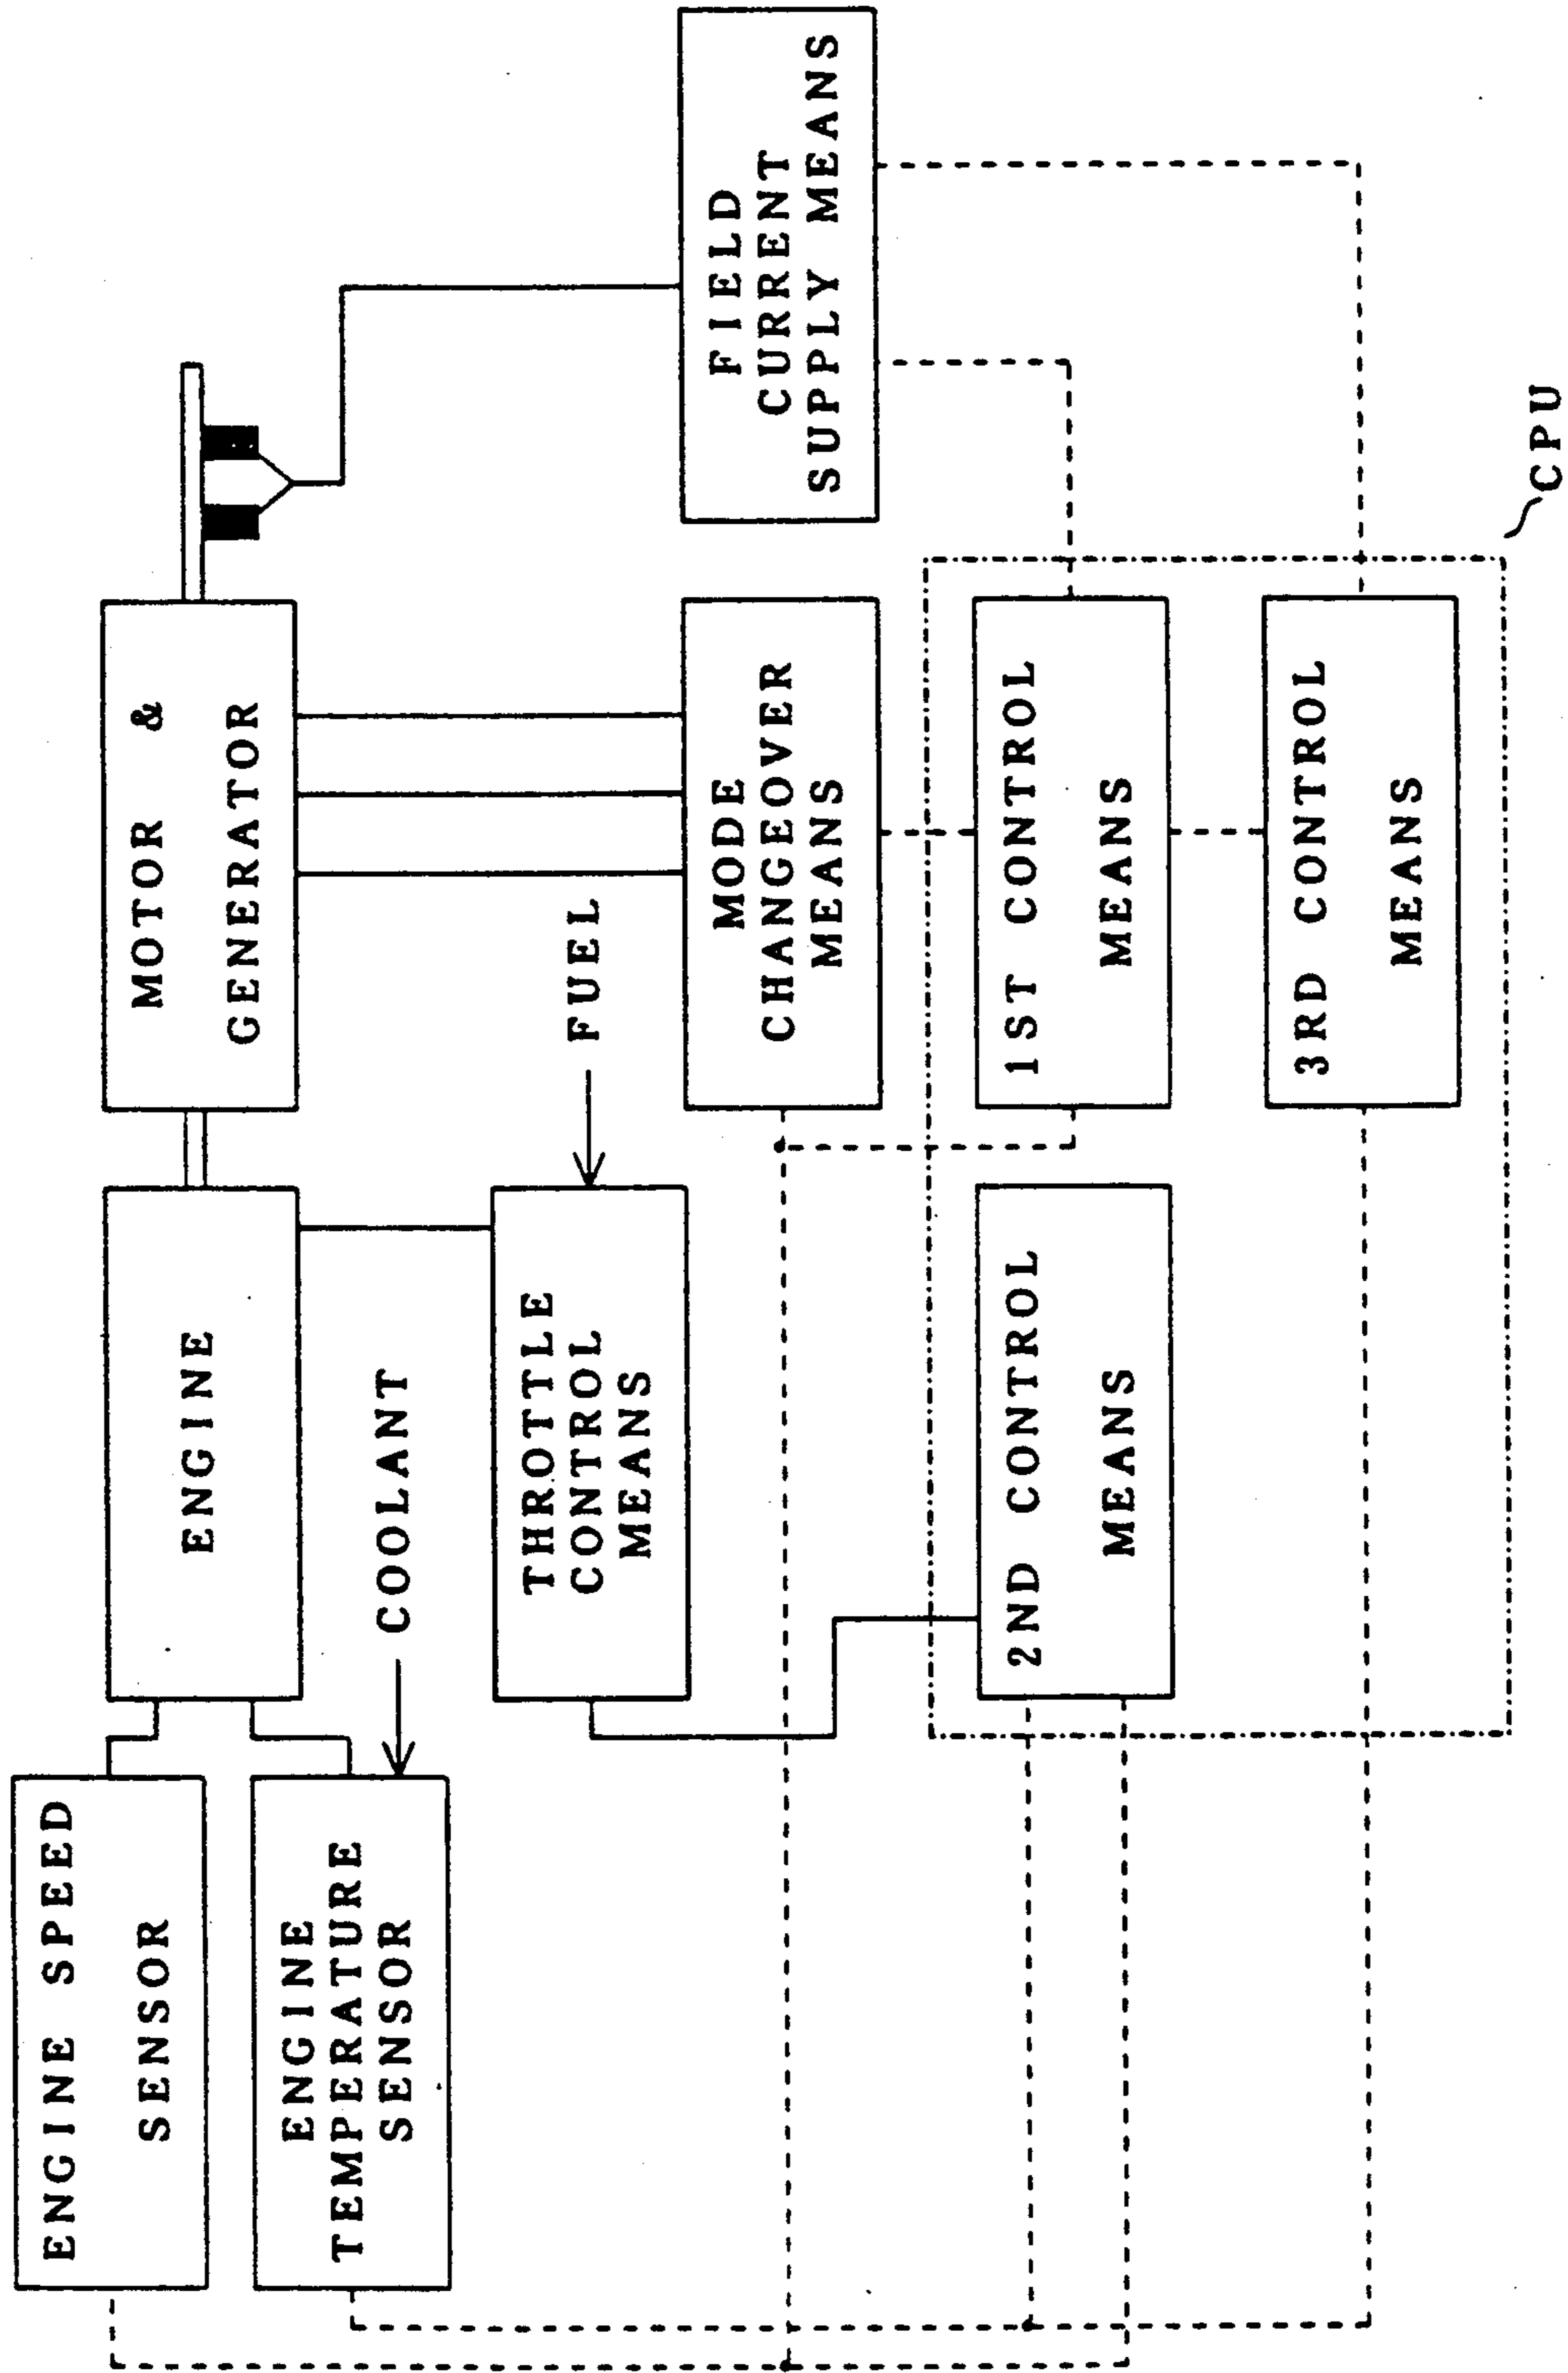 ENGINE SPEED
SENSOR
ENGINE
TEMPERATURE
SENSOR
COOLANT
ENGINE
THROTTLE
CONTROL
MEANS
FUEL
MOTOR &
GENERATOR
MODE
CHANGEOVER
MEANS
FIELD
CURRENT
SUPPLY MEANS
2ND CONTROL
MEANS
1ST CONTROL
MEANS
3RD CONTROL
MEANS
CPU